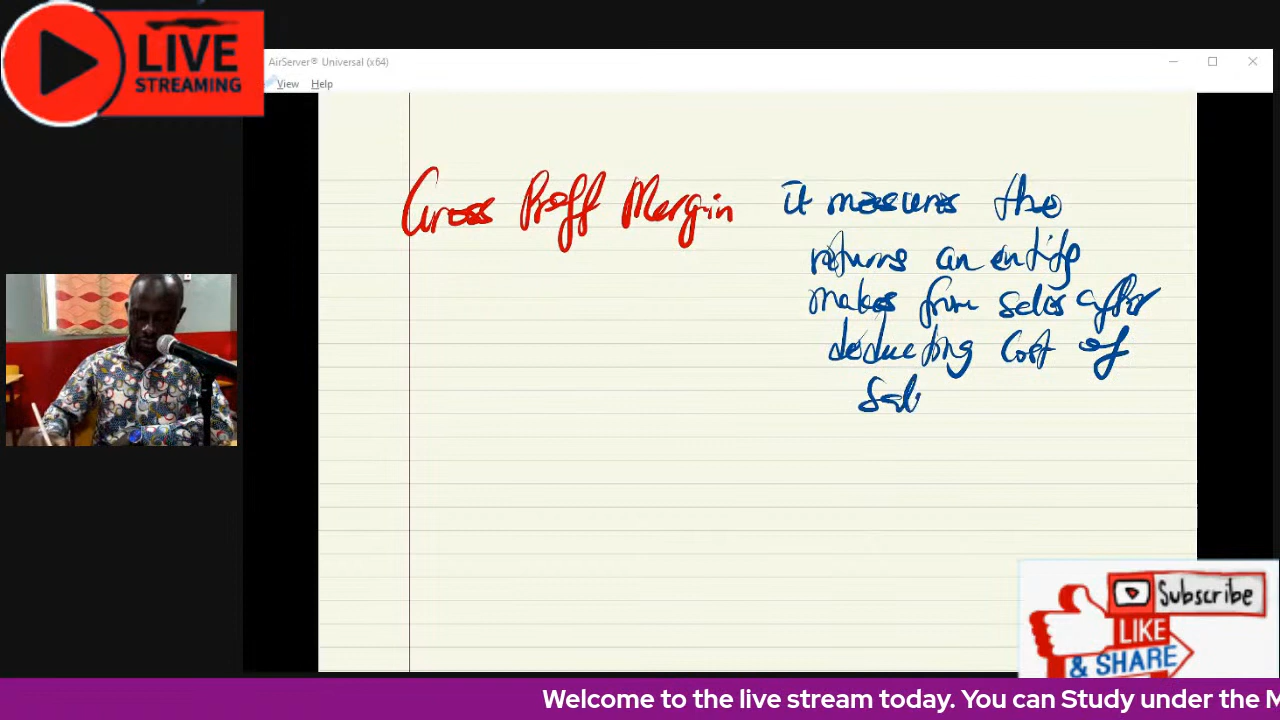 LIVE
STREAMING
AirServer® Universal (x64)
View Help
Gross Proft Margin
it measures the
returns an entity
makes from sales after
deducting Cost of
Sal
Subscribe
LIKE
& SHARE
Welcome to the live stream today. You can Study under the M